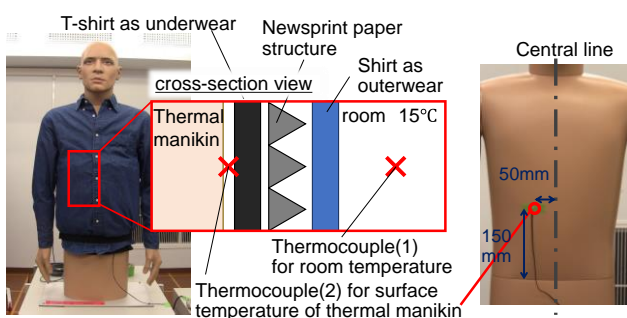 T-shirt as underwear
Newsprint paper
structure
Shirt as
outerwear
Central line
cross-section view
Thermal
manikin
room 15℃
50mm
150
mm
Thermocouple(1)
for room temperature
Thermocouple(2) for surface
temperature of thermal manikin